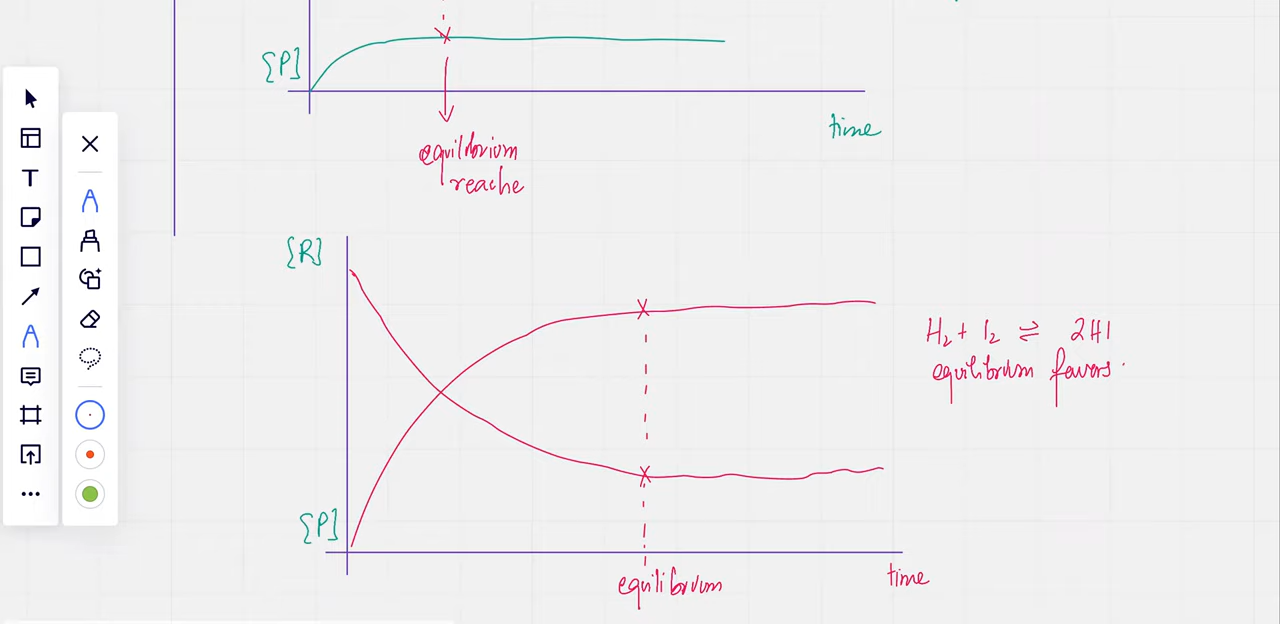 [P]
time
equilibrium
reache
[R]
H₂ + I₂ ⇌ 2HI
equilibrium favors
[P]
equilibrium
time
T